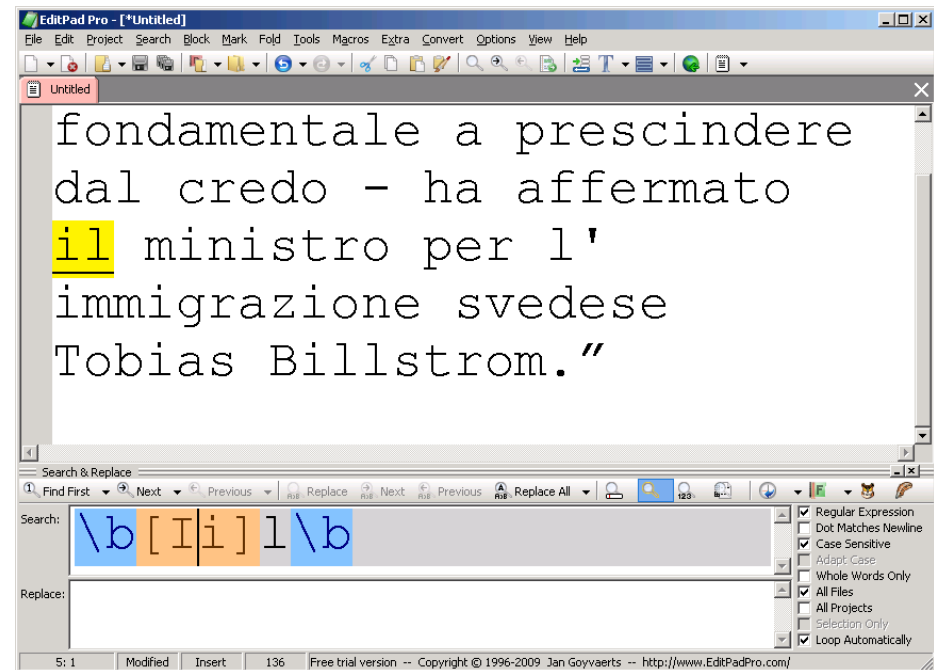 EditPad Pro - [*Untitled]
File Edit Project Search Block Mark Fold Tools Macros Extra Convert Options View Help
Untitled
fondamentale a prescindere
dal credo - ha affermato
il ministro per l'
immigrazione svedese
Tobias Billstrom.”
Search & Replace
Find First Next Previous Replace Next Previous Replace All
Search: \b[Ii]l\b
Regular Expression
Dot Matches Newline
Case Sensitive
Adapt Case
Whole Words Only
Replace:
All Files
All Projects
Selection Only
Loop Automatically
5: 1 Modified Insert 136 Free trial version -- Copyright © 1996-2009 Jan Goyvaerts -- http://www.EditPadPro.com/